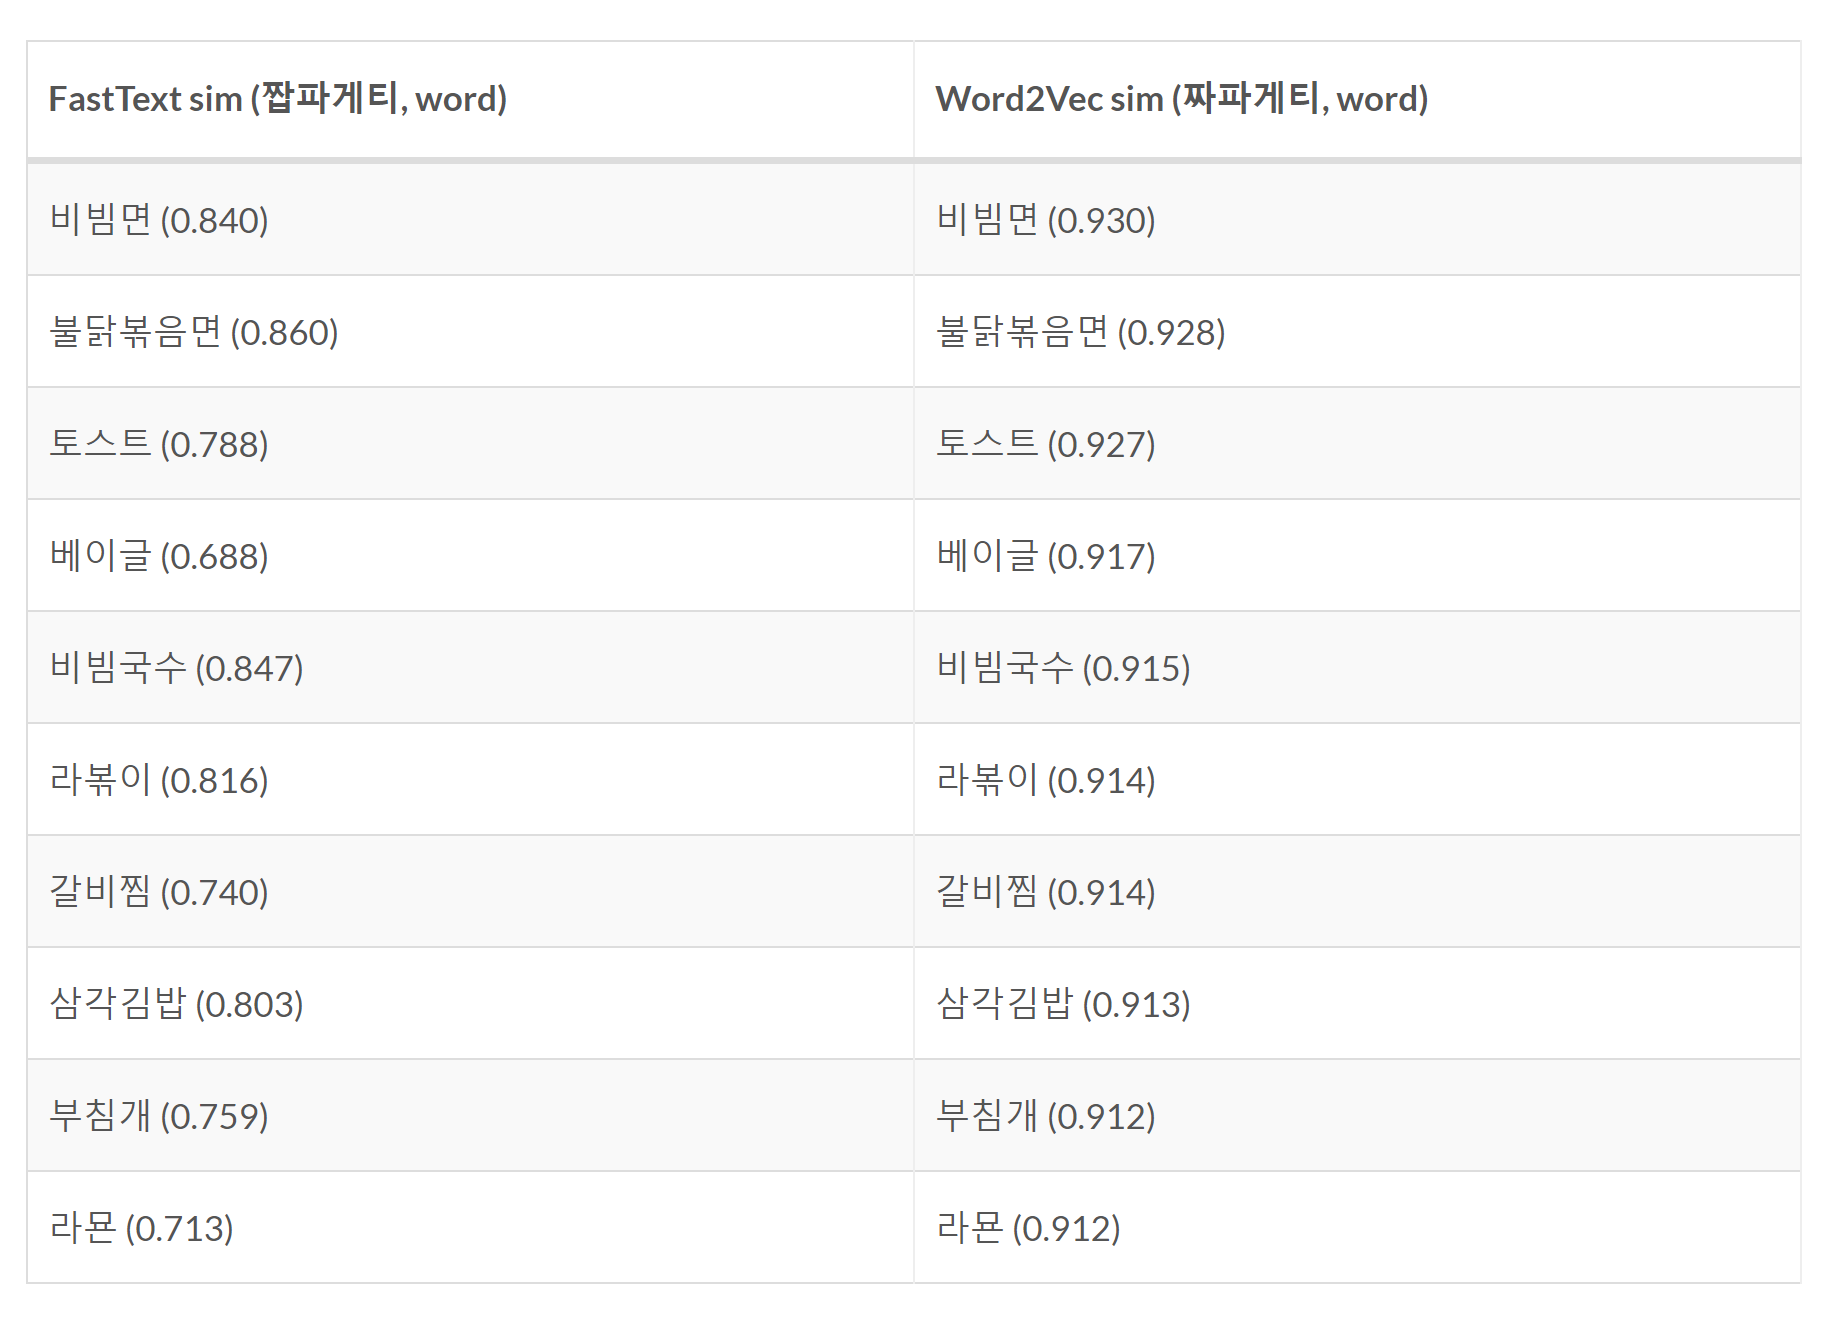 FastText sim (짭파게티, word) Word2Vec sim (짜파게티, word)
비빔면 (0.840) 비빔면 (0.930)
불닭볶음면 (0.860) 불닭볶음면 (0.928)
토스트 (0.788) 토스트 (0.927)
베이글 (0.688) 베이글 (0.917)
비빔국수 (0.847) 비빔국수 (0.915)
라볶이 (0.816) 라볶이 (0.914)
갈비찜 (0.740) 갈비찜 (0.914)
삼각김밥 (0.803) 삼각김밥 (0.913)
부침개 (0.759) 부침개 (0.912)
라묜 (0.713) 라묜 (0.912)